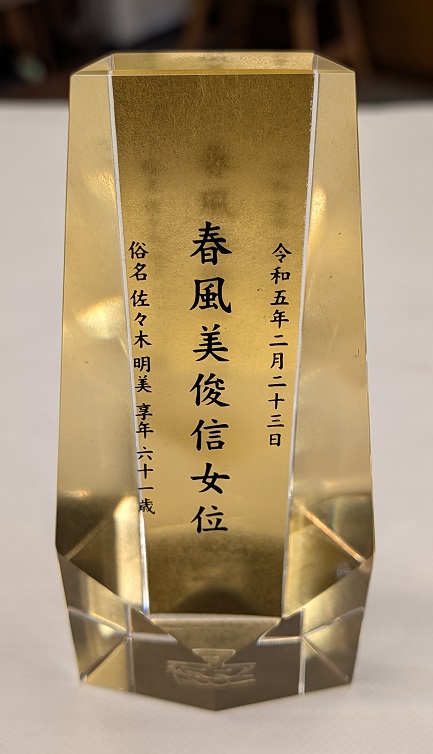 令和五年二月二十三日
春風美俊信女位
俗名 佐々木 明美 享年 六十一歳